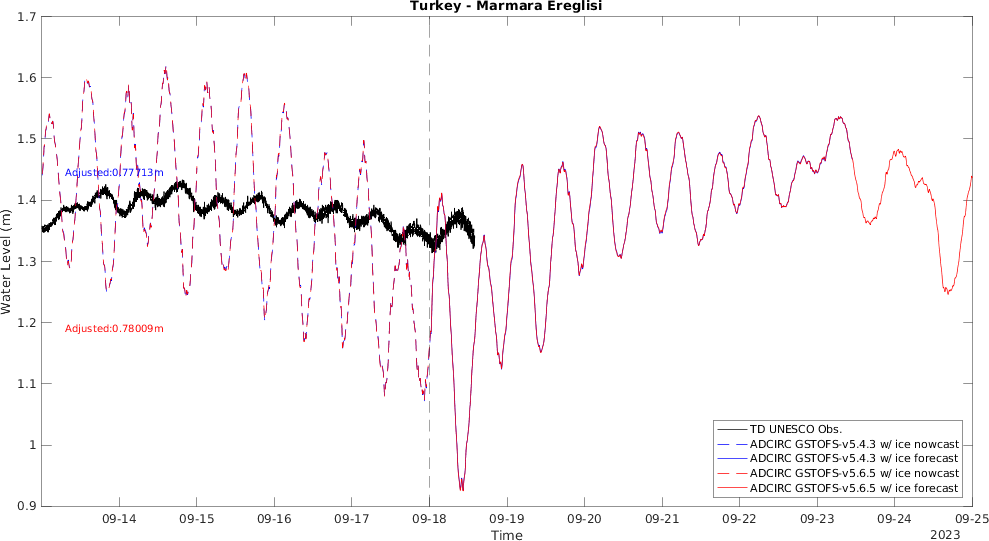 Turkey - Marmara Ereglisi
1.7
1.6
1.5
1.4
1.3
1.2
1.1
1
0.9
Water Level (m)
Adjusted:0.77713m
Adjusted:0.78009m
TD UNESCO Obs.
ADCIRC GSTOFS-v5.4.3 w/ ice nowcast
ADCIRC GSTOFS-v5.4.3 w/ ice forecast
ADCIRC GSTOFS-v5.6.5 w/ ice nowcast
ADCIRC GSTOFS-v5.6.5 w/ ice forecast
09-14 09-15 09-16 09-17 09-18 09-19 09-20 09-21 09-22 09-23 09-24 09-25
Time
2023